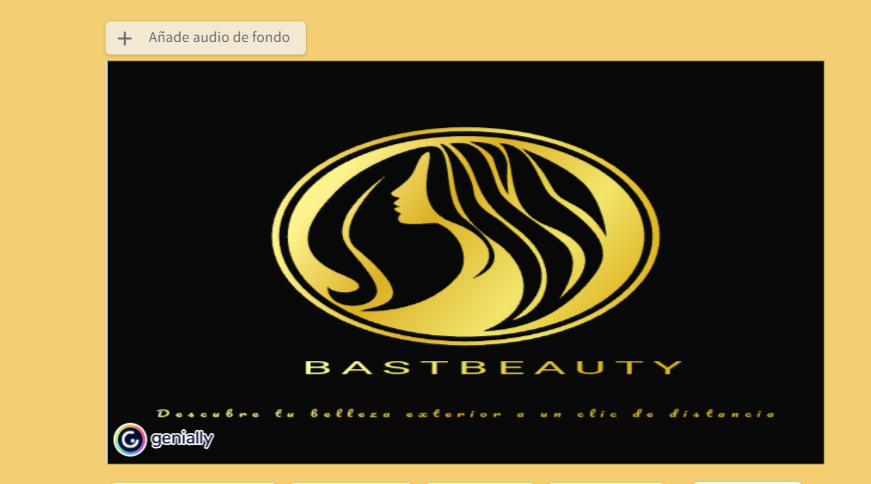 Añade audio de fondo
BASTBEAUTY
Descubre tu belleza exterior a un clic de distancia
genially